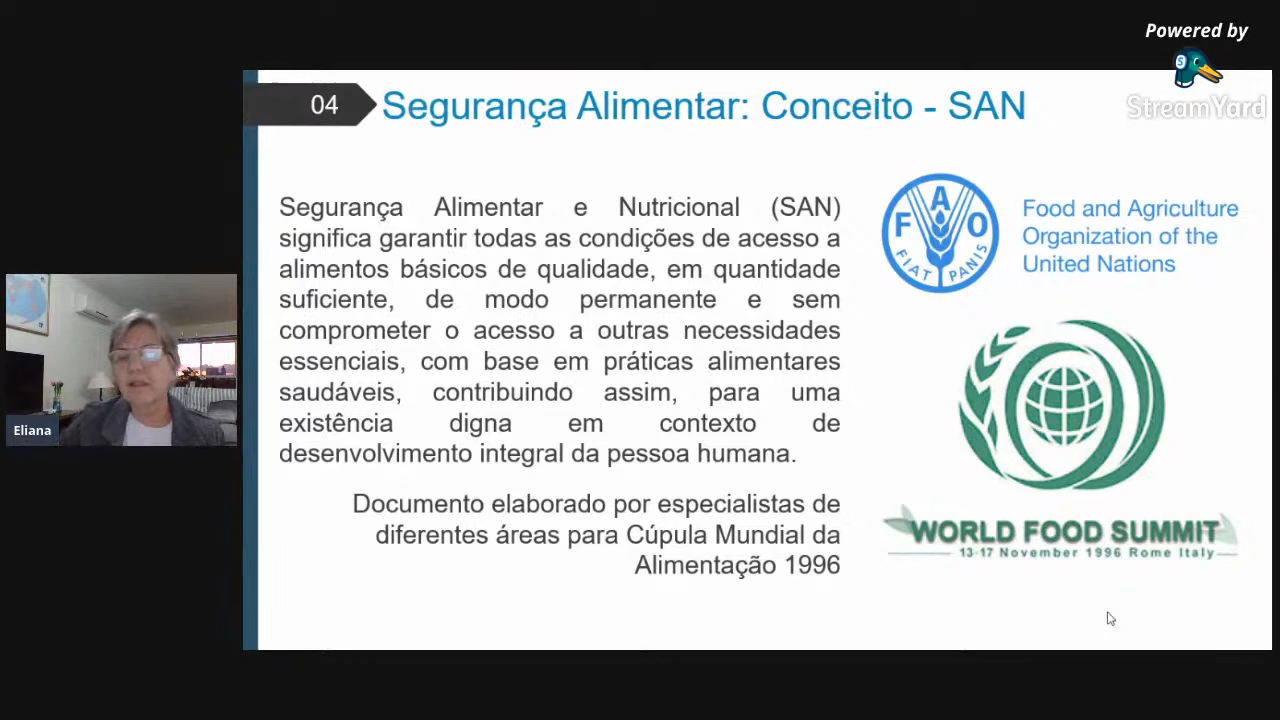 Powered by
StreamYard
04
Segurança Alimentar: Conceito - SAN
Segurança Alimentar e Nutricional (SAN)
significa garantir todas as condições de acesso a
alimentos básicos de qualidade, em quantidade
suficiente, de modo permanente e sem
comprometer o acesso a outras necessidades
essenciais, com base em práticas alimentares
saudáveis, contribuindo assim, para uma
existência digna em contexto de
desenvolvimento integral da pessoa humana.
Documento elaborado por especialistas de
diferentes áreas para Cúpula Mundial da
Alimentação 1996
FAO
FIAT PANIS
Food and Agriculture
Organization of the
United Nations
WORLD FOOD SUMMIT
13-17 November 1996 Rome Italy
Eliana